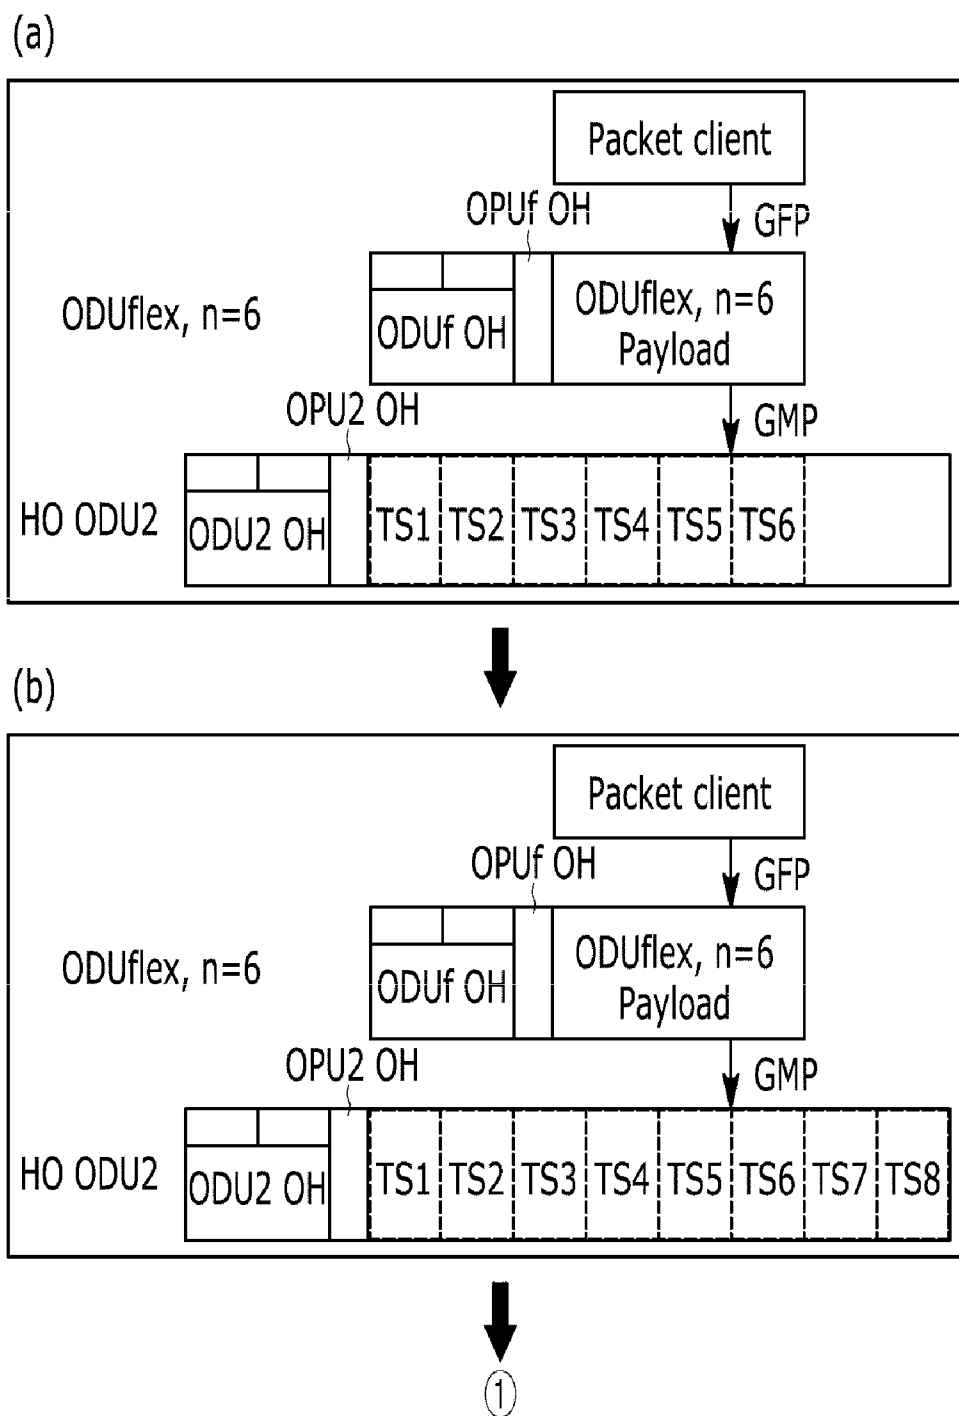 (a)
Packet client
OPUf OH
GFP
ODUflex, n=6
ODUf OH
ODUflex, n=6
Payload
OPU2 OH
GMP
HO ODU2
ODU2 OH
TS1 TS2 TS3 TS4 TS5 TS6
(b)
Packet client
OPUf OH
GFP
ODUflex, n=6
ODUf OH
ODUflex, n=6
Payload
OPU2 OH
GMP
HO ODU2
ODU2 OH
TS1 TS2 TS3 TS4 TS5 TS6 TS7 TS8
1